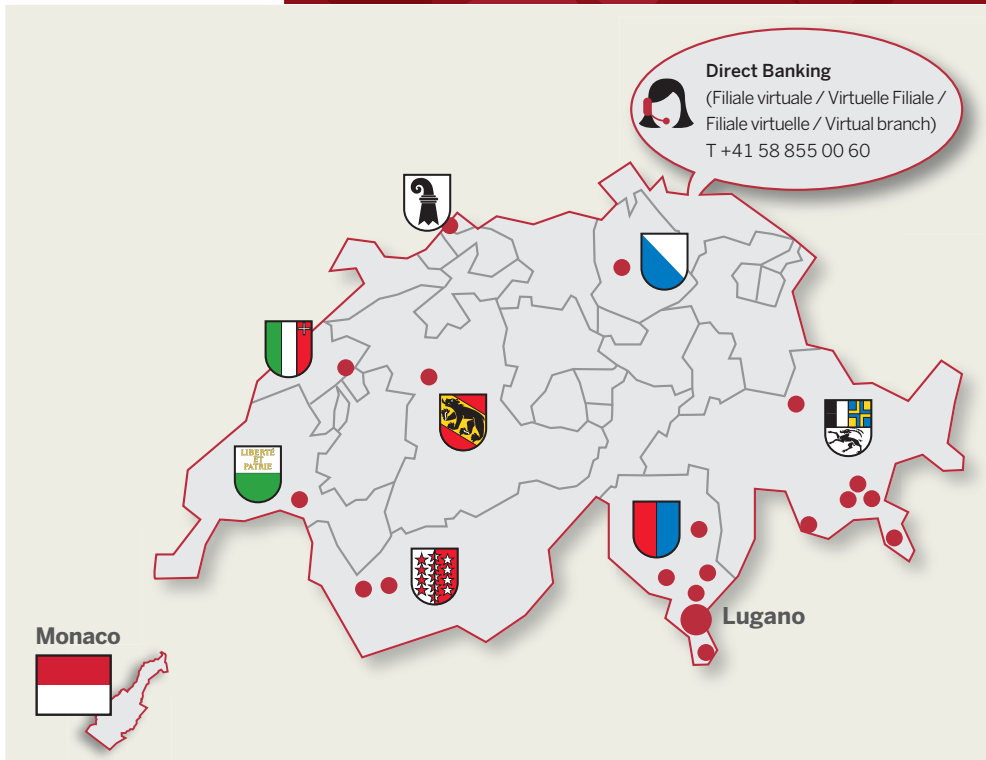 Direct Banking
(Filiale virtuale / Virtuelle Filiale /
Filiale virtuelle / Virtual branch)
T +41 58 855 00 60
LIBERTÉ
ET
PATRIE
Lugano
Monaco